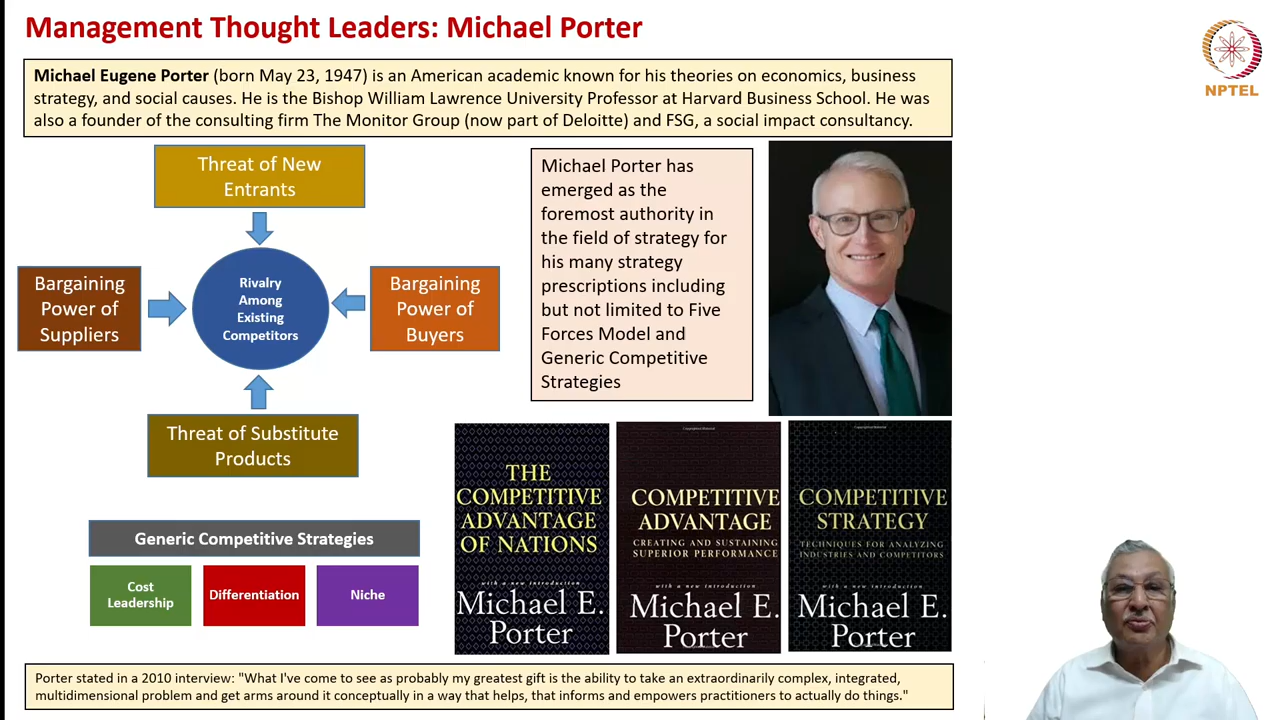 Management Thought Leaders: Michael Porter
NPTEL
Michael Eugene Porter (born May 23, 1947) is an American academic known for his theories on economics, business
strategy, and social causes. He is the Bishop William Lawrence University Professor at Harvard Business School. He was
also a founder of the consulting firm The Monitor Group (now part of Deloitte) and FSG, a social impact consultancy.
Threat of New
Entrants
Bargaining
Power of
Suppliers
Rivalry
Among
Existing
Competitors
Bargaining
Power of
Buyers
Threat of Substitute
Products
Michael Porter has
emerged as the
foremost authority in
the field of strategy for
his many strategy
prescriptions including
but not limited to Five
Forces Model and
Generic Competitive
Strategies
Generic Competitive Strategies
Cost
Leadership
Differentiation
Niche
THE
COMPETITIVE
ADVANTAGE
OF NATIONS
with a new introduction
Michael E.
Porter
COMPETITIVE
ADVANTAGE
CREATING AND SUSTAINING
SUPERIOR PERFORMANCE
with a new introduction
Michael E.
Porter
COMPETITIVE
STRATEGY
TECHNIQUES FOR ANALYZING
INDUSTRIES AND COMPETITORS
with a new introduction
Michael E.
Porter
Porter stated in a 2010 interview: "What I've come to see as probably my greatest gift is the ability to take an extraordinarily complex, integrated,
multidimensional problem and get arms around it conceptually in a way that helps, that informs and empowers practitioners to actually do things."